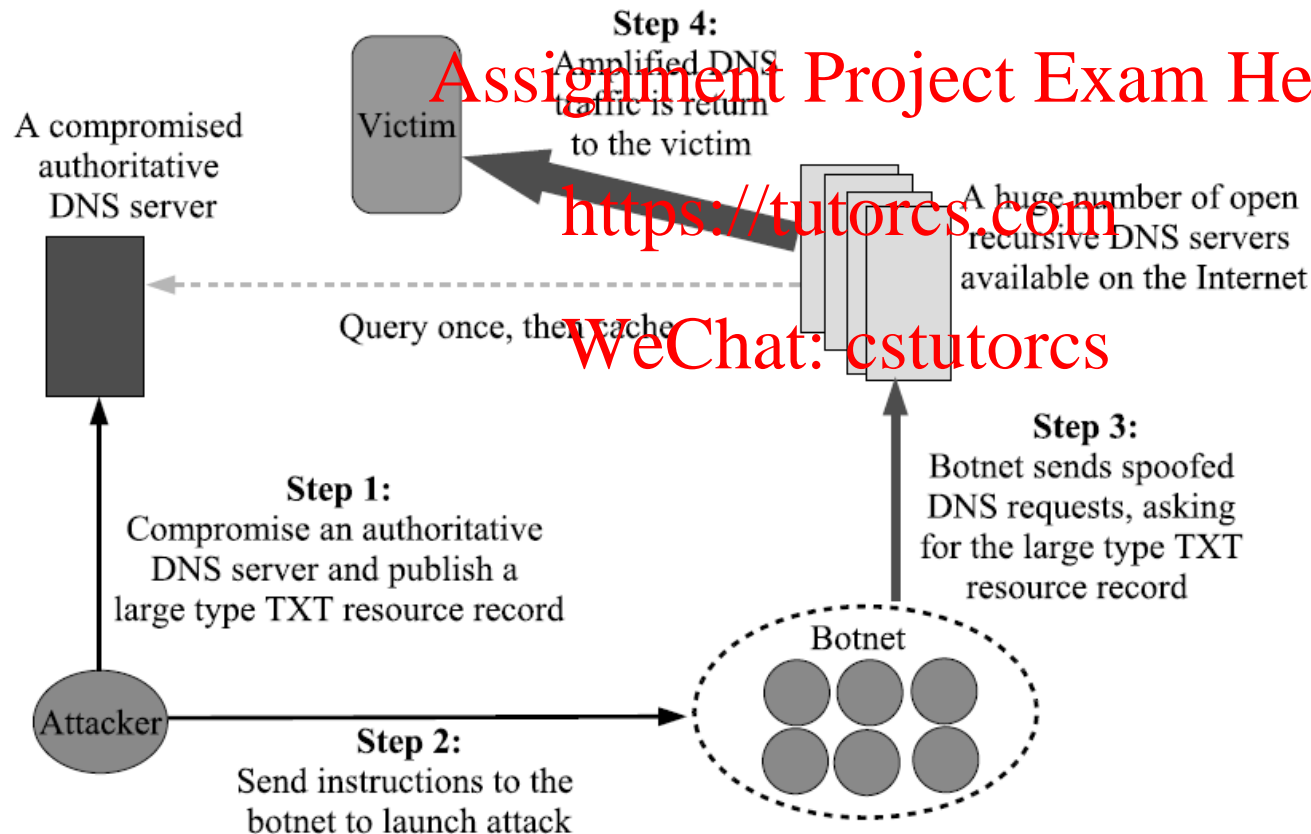 Step 4:
Amplified DNS
traffic is return
to the victim
Assignment Project Exam He
Victim
A compromised
authoritative
DNS server
https://tutorcs.com
A huge number of open
recursive DNS servers
available on the Internet
Query once, then cache
WeChat: cstutorcs
Step 1:
Compromise an authoritative
DNS server and publish a
large type TXT resource record
Step 3:
Botnet sends spoofed
DNS requests, asking
for the large type TXT
resource record
Botnet
Attacker
Step 2:
Send instructions to the
botnet to launch attack